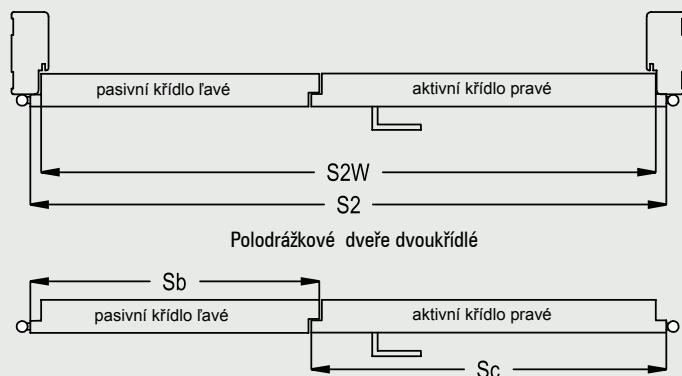 pasivní křídlo ľavé aktivní křídlo pravé
S2W
S2
Polodrážkové dveře dvoukřídlé
Sb
pasivní křídlo ľavé aktivní křídlo pravé
Sc